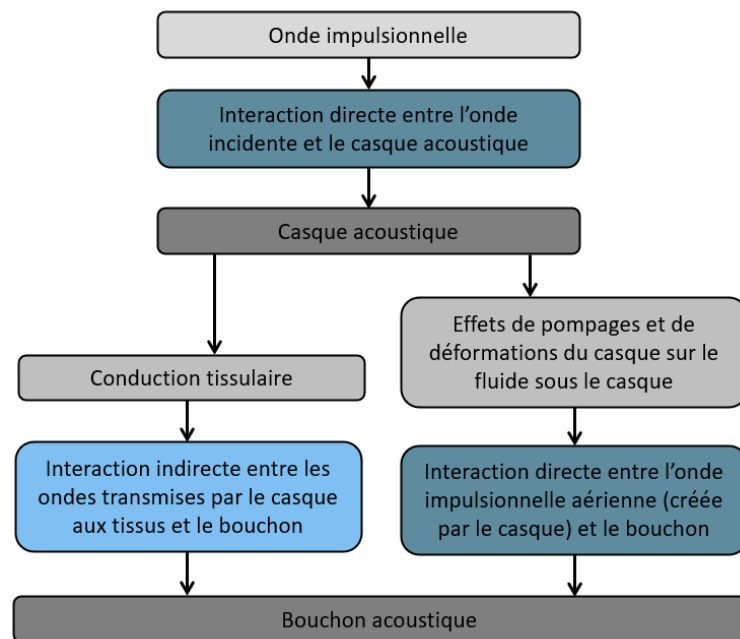 Onde impulsionnelle
Interaction directe entre l'onde
incidente et le casque acoustique
Casque acoustique
Effets de pompages et de
déformations du casque sur le
fluide sous le casque
Conduction tissulaire
Interaction indirecte entre les
ondes transmises par le casque
aux tissus et le bouchon
Interaction directe entre l'onde
impulsionnelle aérienne (créée
par le casque) et le bouchon
Bouchon acoustique